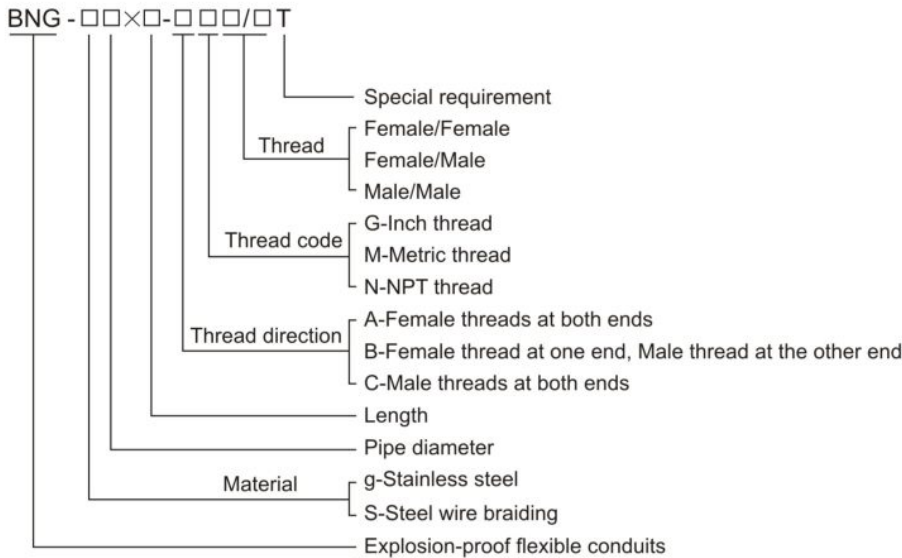 BNG - □□×□-□□□/□T
Special requirement
Female/Female
Thread
Female/Male
Male/Male
G-Inch thread
Thread code
M-Metric thread
N-NPT thread
A-Female threads at both ends
Thread direction
B-Female thread at one end, Male thread at the other end
C-Male threads at both ends
Length
Pipe diameter
Material
g-Stainless steel
S-Steel wire braiding
Explosion-proof flexible conduits